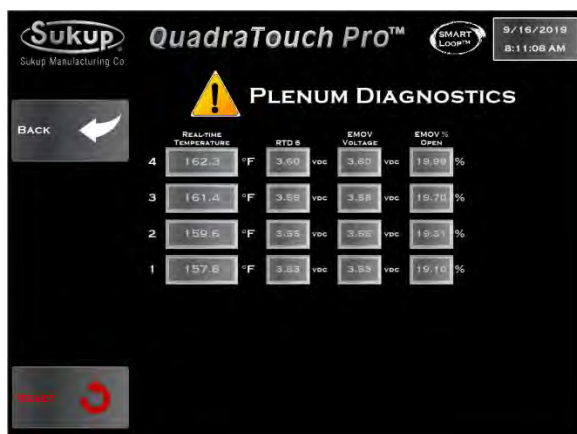 Sukup
Sukup Manufacturing Co
QuadraTouch Pro™
SMART LOOP™
9/16/2019
8:11:08 AM
PLENUM DIAGNOSTICS
BACK
REAL-TIME TEMPERATURE RTD 6 EMOV VOLTAGE EMOV % OPEN
4 162.3 °F 3.60 VDC 3.60 VDC 19.99 %
3 161.4 °F 3.58 VDC 3.58 VDC 19.70 %
2 159.6 °F 3.55 VDC 3.55 VDC 19.31 %
1 157.6 °F 3.53 VDC 3.53 VDC 19.10 %
RESET